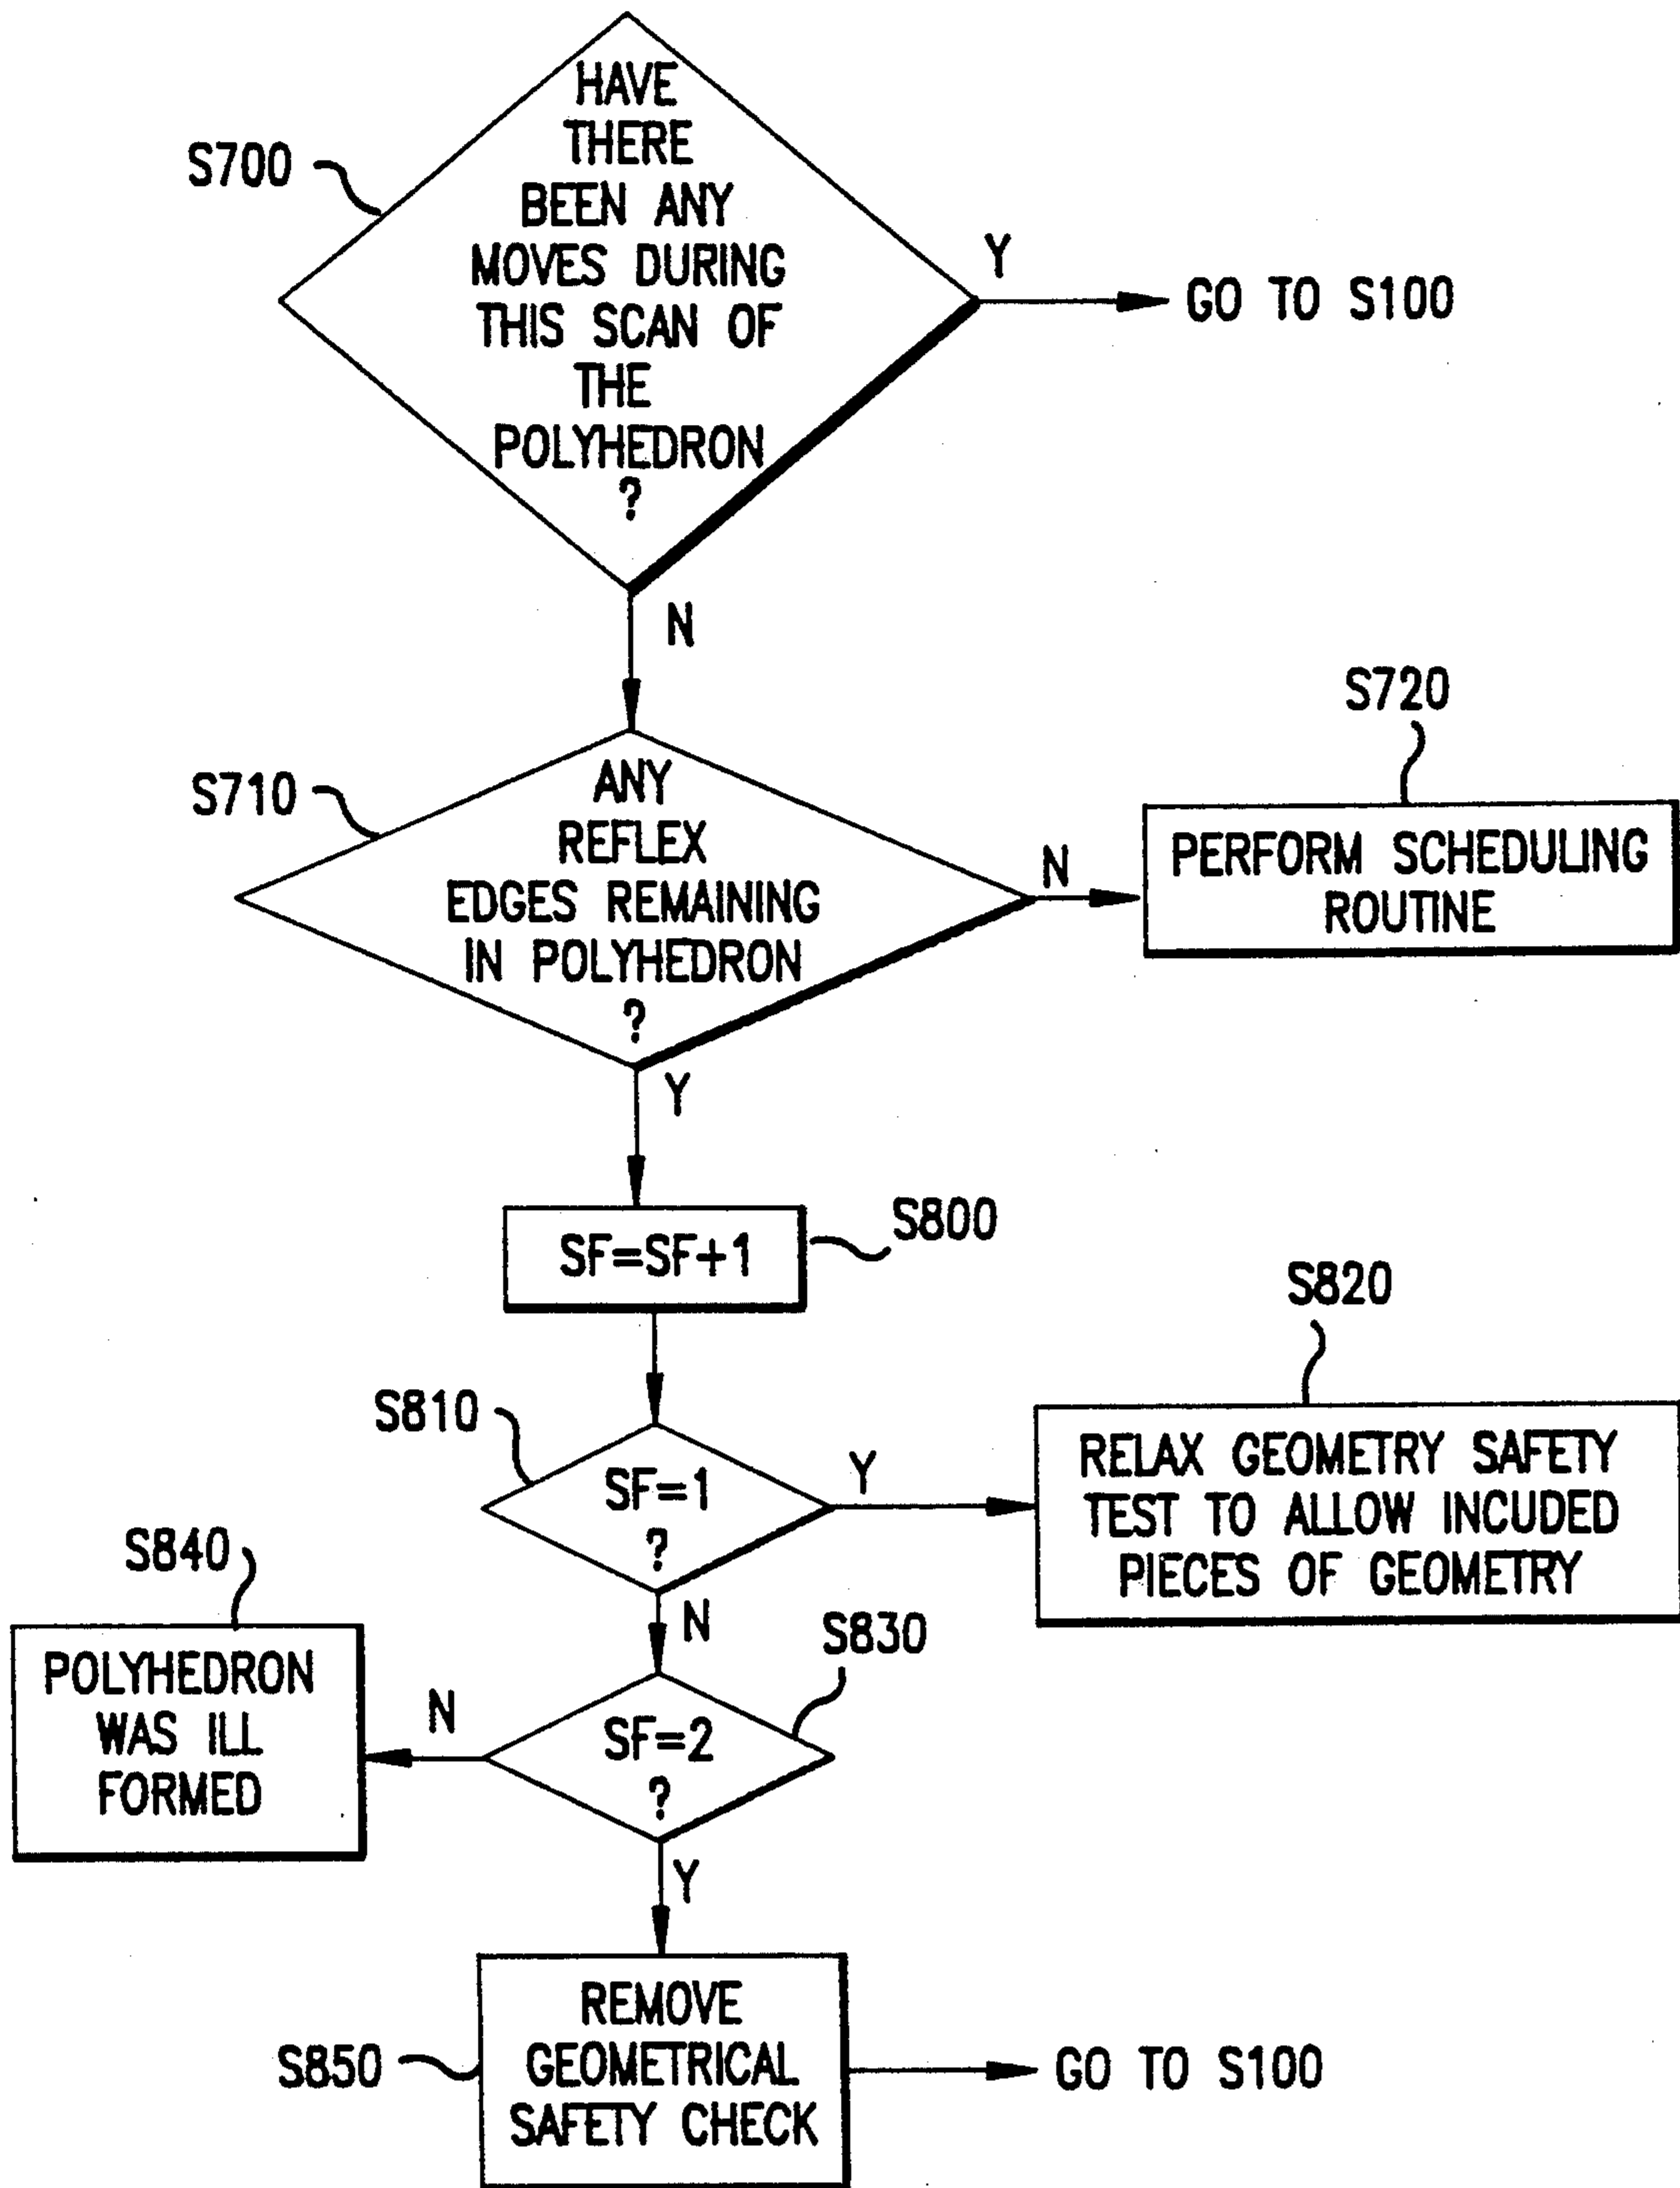 HAVE
THERE
BEEN ANY
MOVES DURING
THIS SCAN OF
THE
POLYHEDRON
?
S700
Y
GO TO S100
N
S710
ANY
REFLEX
EDGES REMAINING
IN POLYHEDRON
?
N
S720
PERFORM SCHEDULING
ROUTINE
Y
SF=SF+1
S800
S810
SF=1
?
Y
S820
RELAX GEOMETRY SAFETY
TEST TO ALLOW INCUDED
PIECES OF GEOMETRY
N
S830
SF=2
?
N
S840
POLYHEDRON
WAS ILL
FORMED
Y
S850
REMOVE
GEOMETRICAL
SAFETY CHECK
GO TO S100